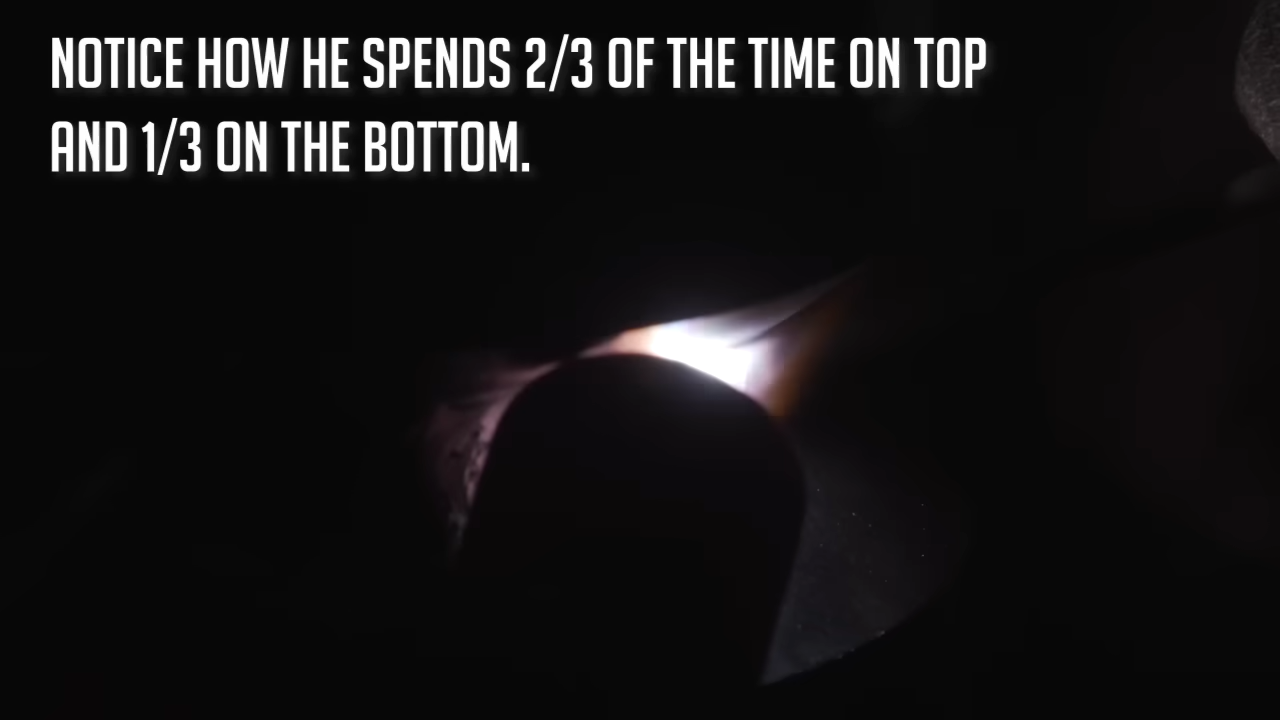 NOTICE HOW HE SPENDS 2/3 OF THE TIME ON TOP
AND 1/3 ON THE BOTTOM.